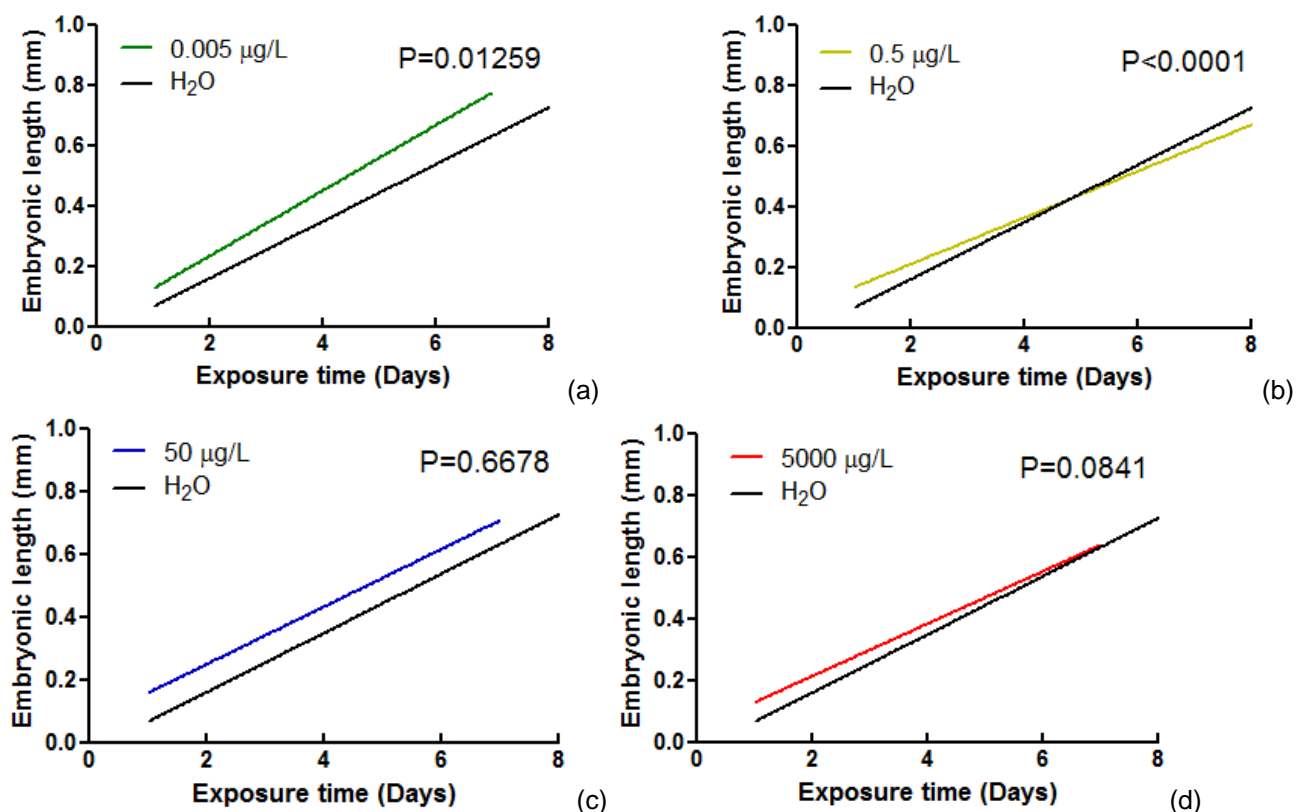 1.0
0.8
0.6
0.4
0.2
0.0
Embryonic length (mm)
0.005 µg/L
H₂O
P=0.01259
0 2 4 6 8
Exposure time (Days)
(a)
1.0
0.8
0.6
0.4
0.2
0.0
Embryonic length (mm)
0.5 µg/L
H₂O
P<0.0001
0 2 4 6 8
Exposure time (Days)
(b)
1.0
0.8
0.6
0.4
0.2
0.0
Embryonic length (mm)
50 µg/L
H₂O
P=0.6678
0 2 4 6 8
Exposure time (Days)
(c)
1.0
0.8
0.6
0.4
0.2
0.0
Embryonic length (mm)
5000 µg/L
H₂O
P=0.0841
0 2 4 6 8
Exposure time (Days)
(d)